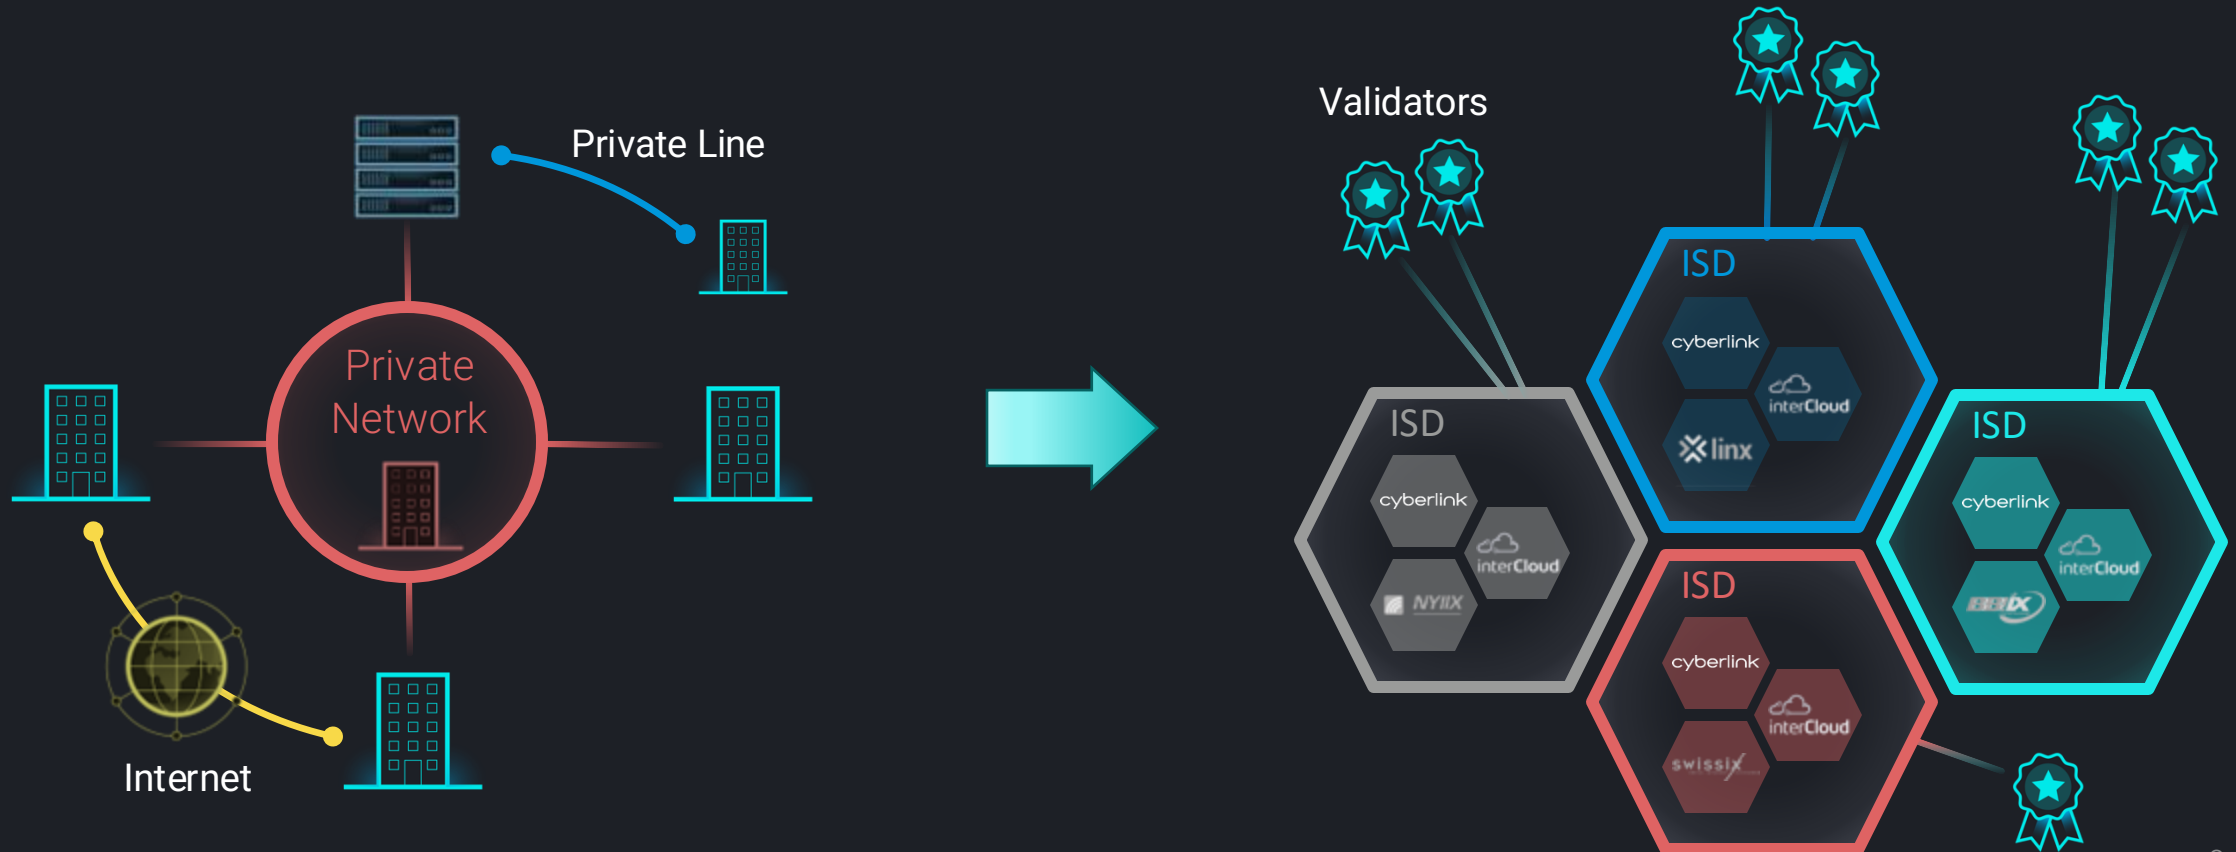 Private Line
Private
Network
Internet
Validators
ISD
cyberlink
interCloud
linx
ISD
cyberlink
interCloud
NYIIX
ISD
cyberlink
interCloud
BBIX
ISD
cyberlink
interCloud
swissix